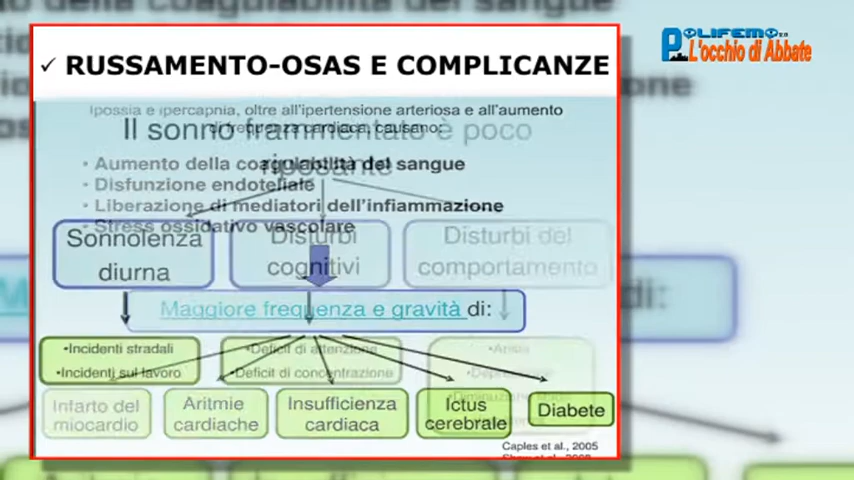 POLIFEMO
L'occhio di Abbate
✓ RUSSAMENTO-OSAS E COMPLICANZE
Ipossia e ipercapnia, oltre all'ipertensione arteriosa e all'aumento
di frequenza cardiaca, causano:
Il sonno frammentato è poco
riposante
• Aumento della coagulabilità del sangue
• Disfunzione endoteliale
• Liberazione di mediatori dell'infiammazione
• Stress ossidativo vascolare
Sonnolenza
diurna
Disturbi
cognitivi
Disturbi del
comportamento
Maggiore frequenza e gravità di:
•Incidenti stradali
•Incidenti sul lavoro
•Deficit di attenzione
•Deficit di concentrazione
•Ansia
Infarto del
miocardio
Aritmie
cardiache
Insufficienza
cardiaca
Ictus
cerebrale
Diabete
Caples et al., 2005